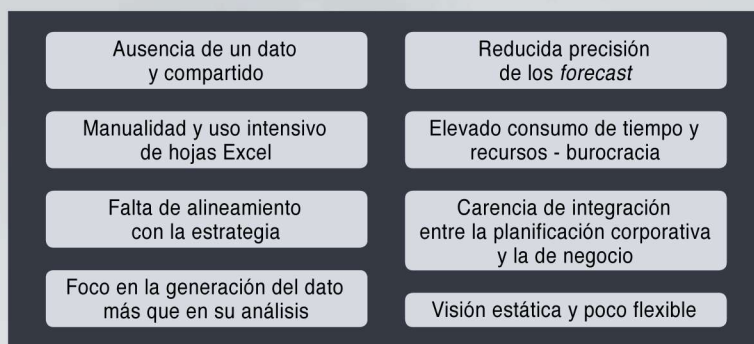 Ausencia de un dato
y compartido
Manualidad y uso intensivo
de hojas Excel
Falta de alineamiento
con la estrategia
Foco en la generación del dato
más que en su análisis
Reducida precisión
de los forecast
Elevado consumo de tiempo y
recursos - burocracia
Carencia de integración
entre la planificación corporativa
y la de negocio
Visión estática y poco flexible